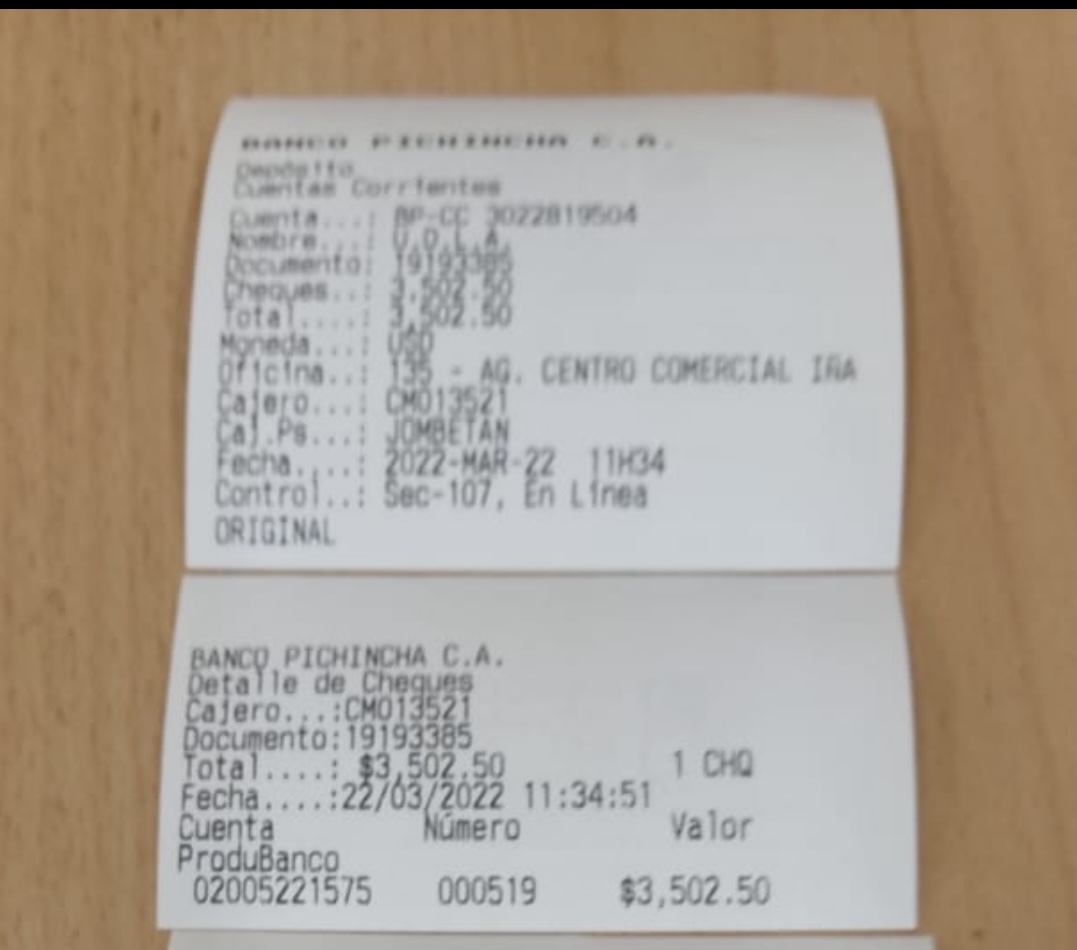 BANCO PICHINCHA C.A.
Depósito
Cuentas Corrientes
Cuenta...: BP-CC 3022819504
Nombre...: U.D.L.A.
Documento: 19193385
Cheques..: 3,502.50
Total....: 3,502.50
Moneda...: USD
Oficina..: 135 - AG. CENTRO COMERCIAL IÑA
Cajero...: CM013521
Caj.Ps...: JOMBETAN
Fecha....: 2022-MAR-22 11H34
Control..: Sec-107, En Línea
ORIGINAL
BANCO PICHINCHA C.A.
Detalle de Cheques
Cajero...:CM013521
Documento:19193385
Total....: $3,502.50 1 CHQ
Fecha....:22/03/2022 11:34:51
Cuenta Número Valor
ProduBanco
02005221575 000519 $3,502.50